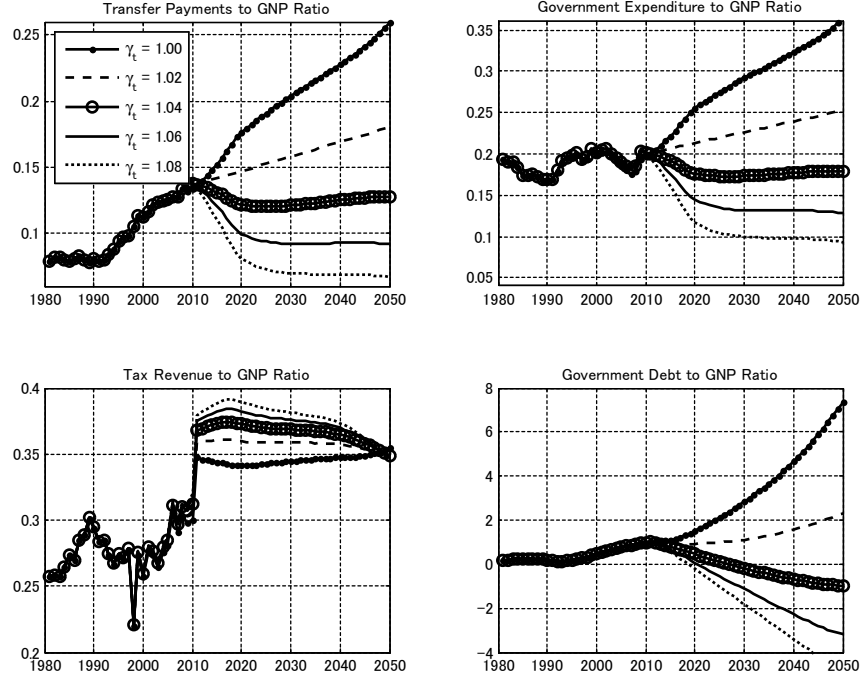 Transfer Payments to GNP Ratio
0.25
0.2
0.15
0.1
1980 1990 2000 2010 2020 2030 2040 2050
γt = 1.00
γt = 1.02
γt = 1.04
γt = 1.06
γt = 1.08
Government Expenditure to GNP Ratio
0.35
0.3
0.25
0.2
0.15
0.1
0.05
1980 1990 2000 2010 2020 2030 2040 2050
Tax Revenue to GNP Ratio
0.4
0.35
0.3
0.25
0.2
1980 1990 2000 2010 2020 2030 2040 2050
Government Debt to GNP Ratio
8
6
4
2
0
-2
-4
1980 1990 2000 2010 2020 2030 2040 2050